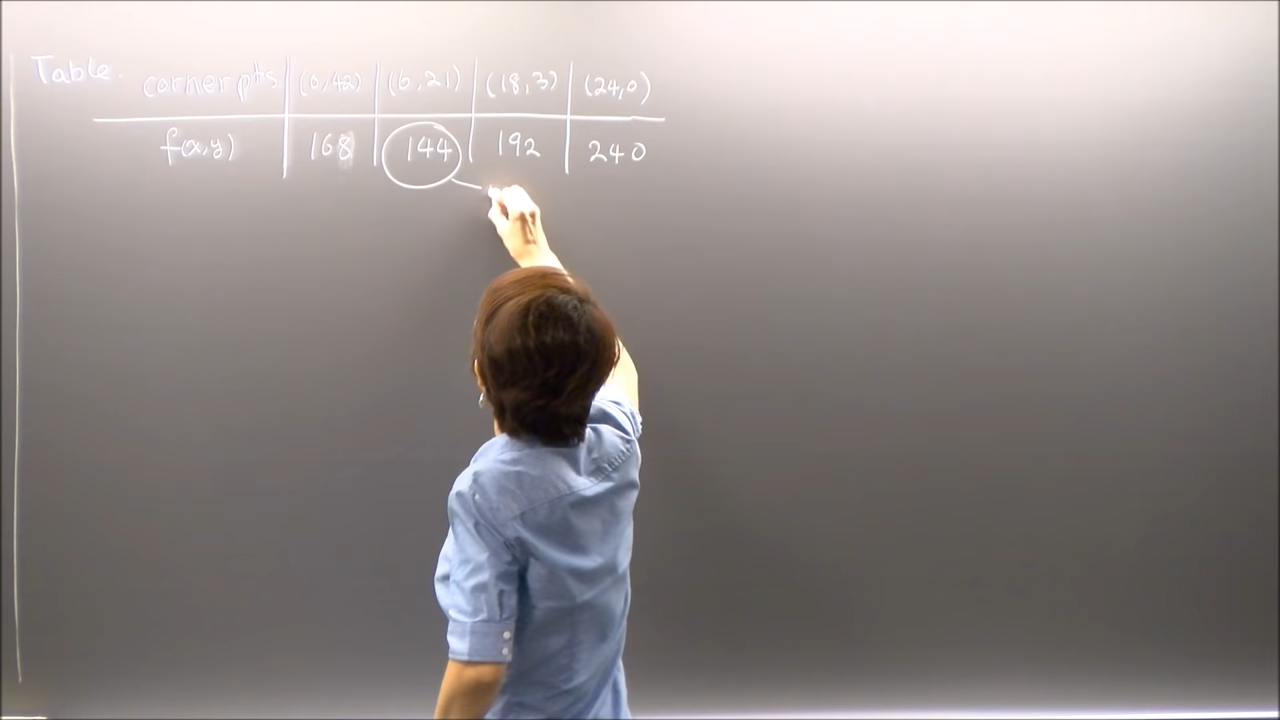 Table. corner pts (0,42) (6,21) (18,3) (24,0)
f(x,y) 168 144 192 240